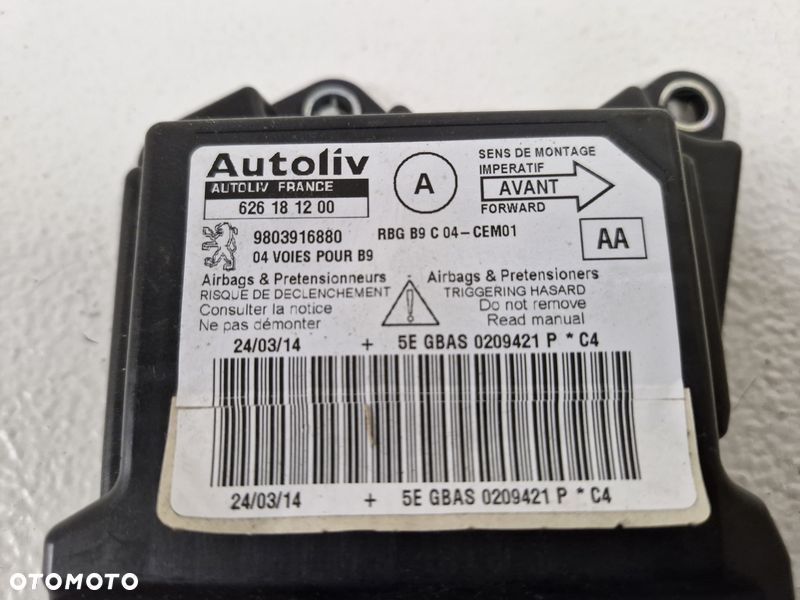 Autoliv
AUTOLIV FRANCE
626 18 12 00
A
SENS DE MONTAGE
IMPERATIF
AVANT
FORWARD
9803916880
RBG B9 C 04-CEM01
04 VOIES POUR B9
AA
Airbags & Pretensionneurs
RISQUE DE DECLENCHEMENT
Consulter la notice
Ne pas démonter
!
Airbags & Pretensioners
TRIGGERING HASARD
Do not remove
Read manual
24/03/14 + 5E GBAS 0209421 P * C4
24/03/14 + 5E GBAS 0209421 P * C4
OTOMOTO